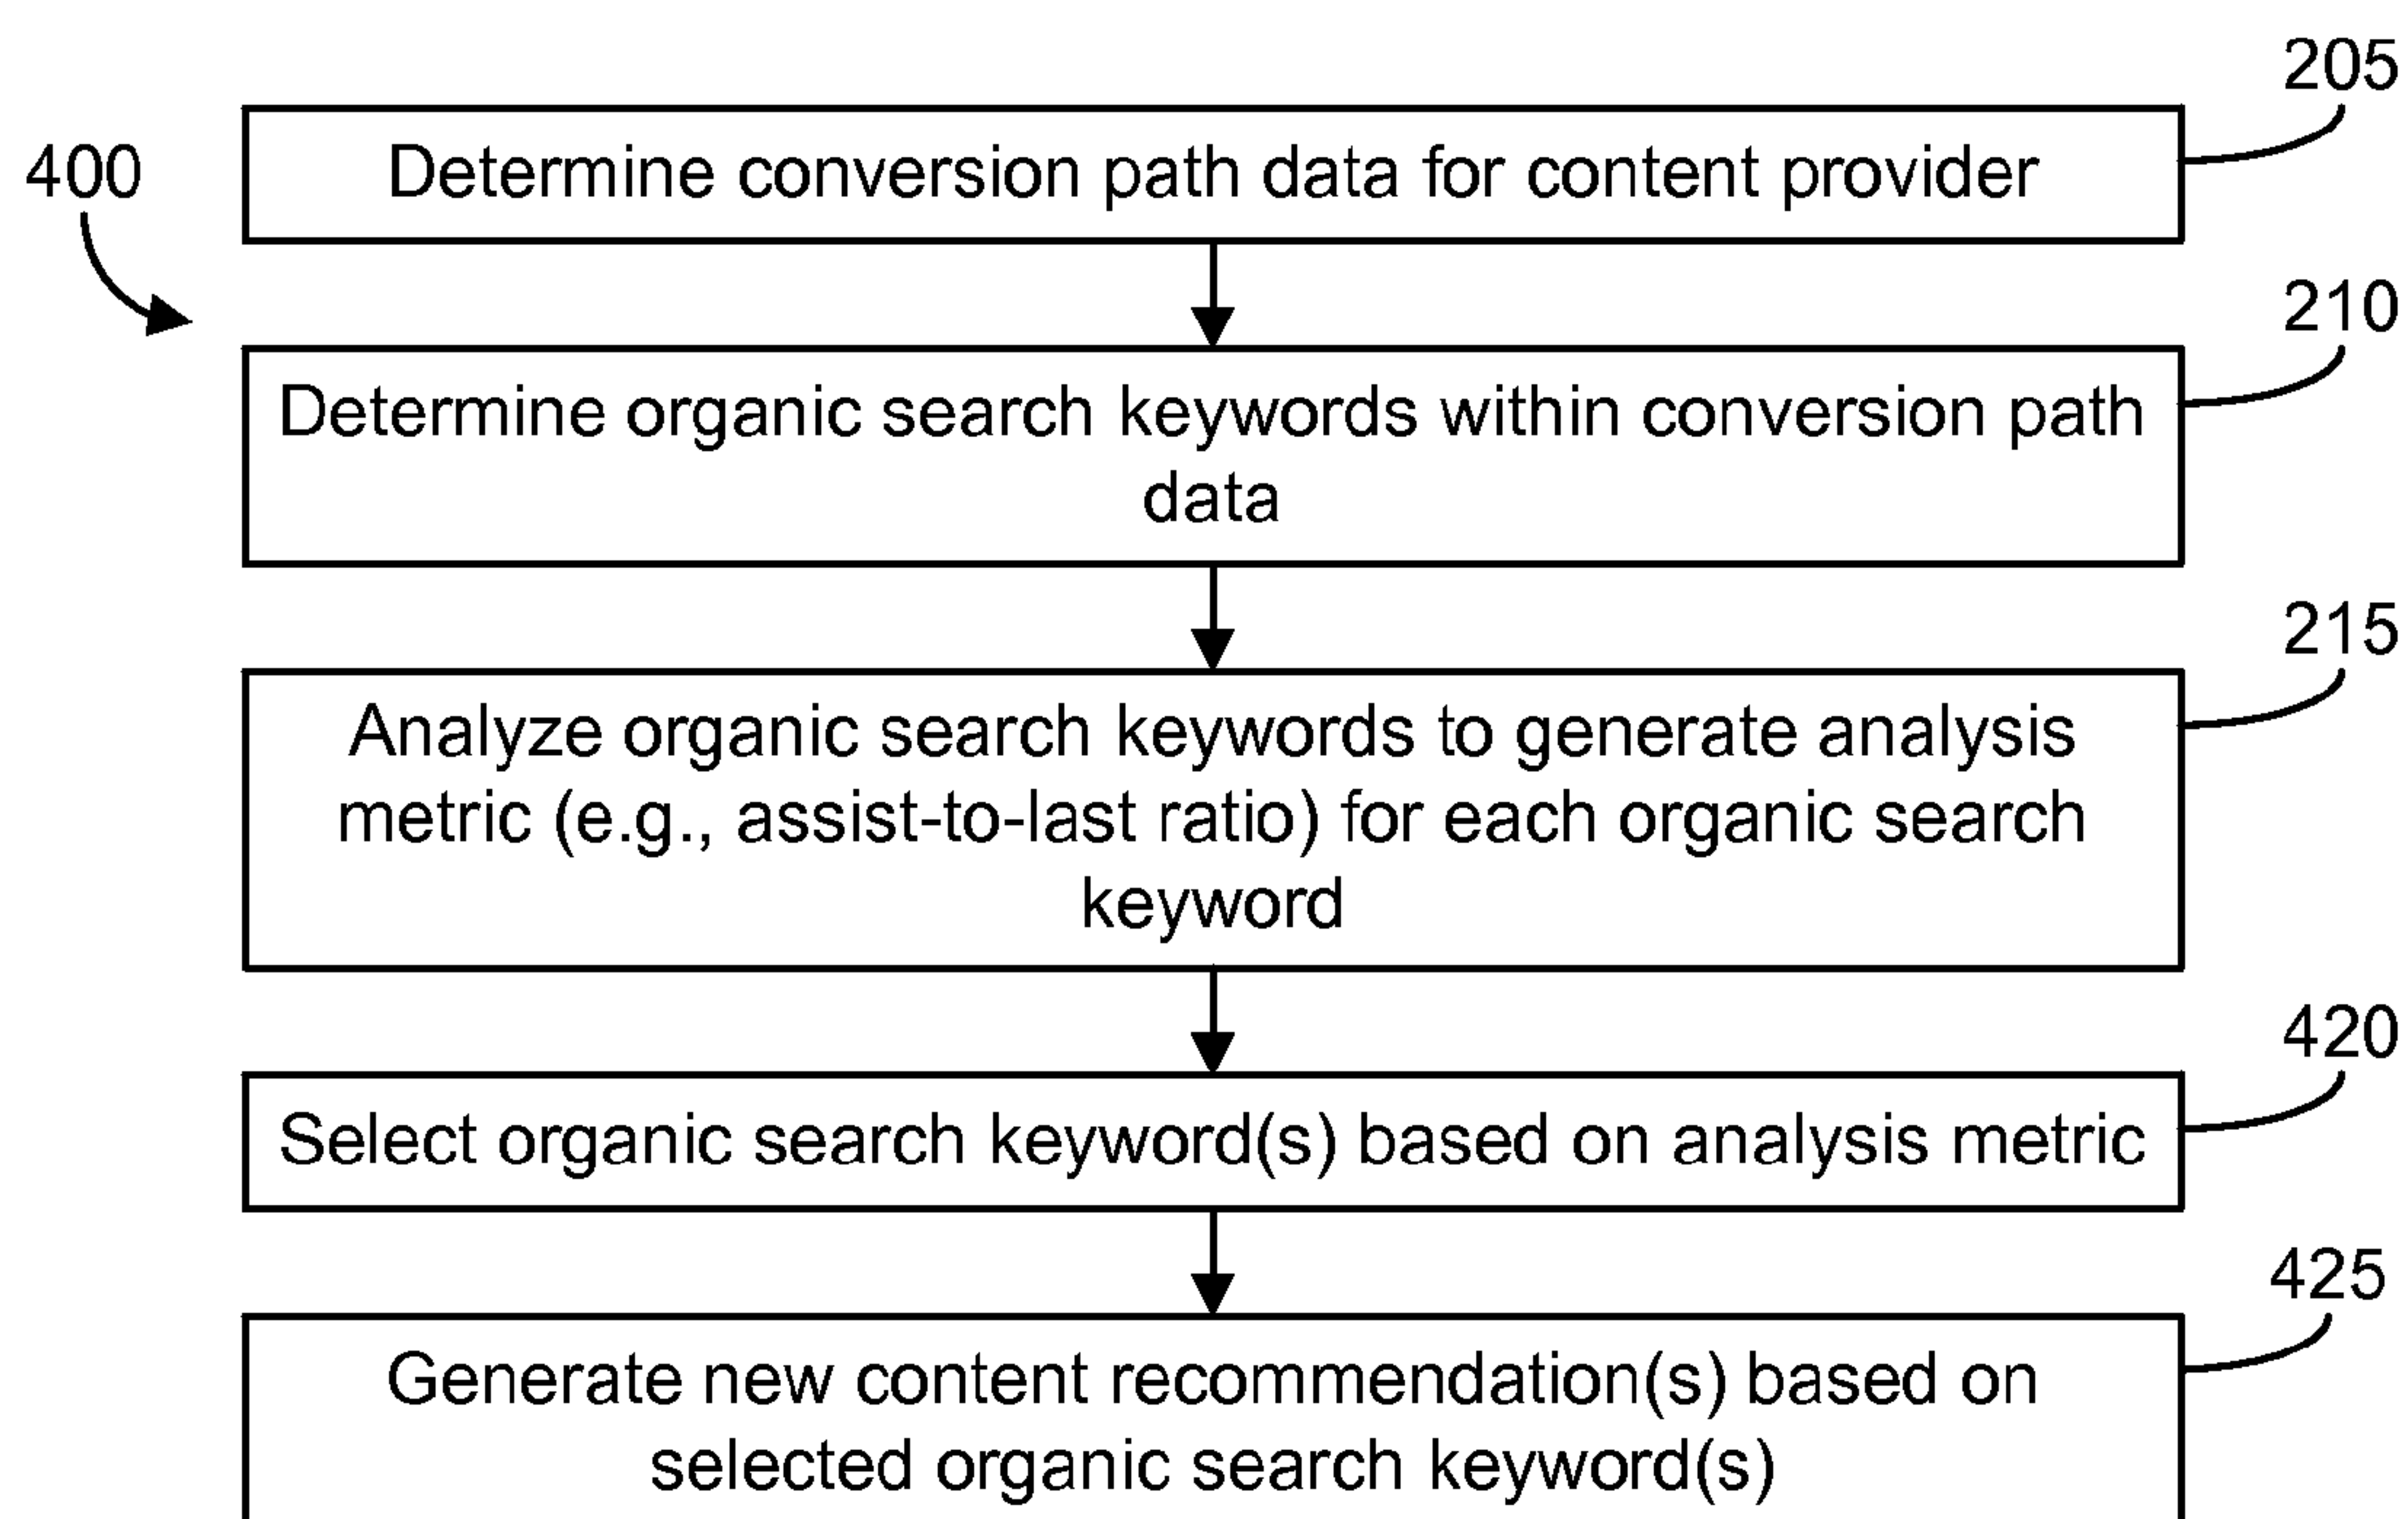 205
Determine conversion path data for content provider
400
210
Determine organic search keywords within conversion path
data
215
Analyze organic search keywords to generate analysis
metric (e.g., assist-to-last ratio) for each organic search
keyword
420
Select organic search keyword(s) based on analysis metric
425
Generate new content recommendation(s) based on
selected organic search keyword(s)